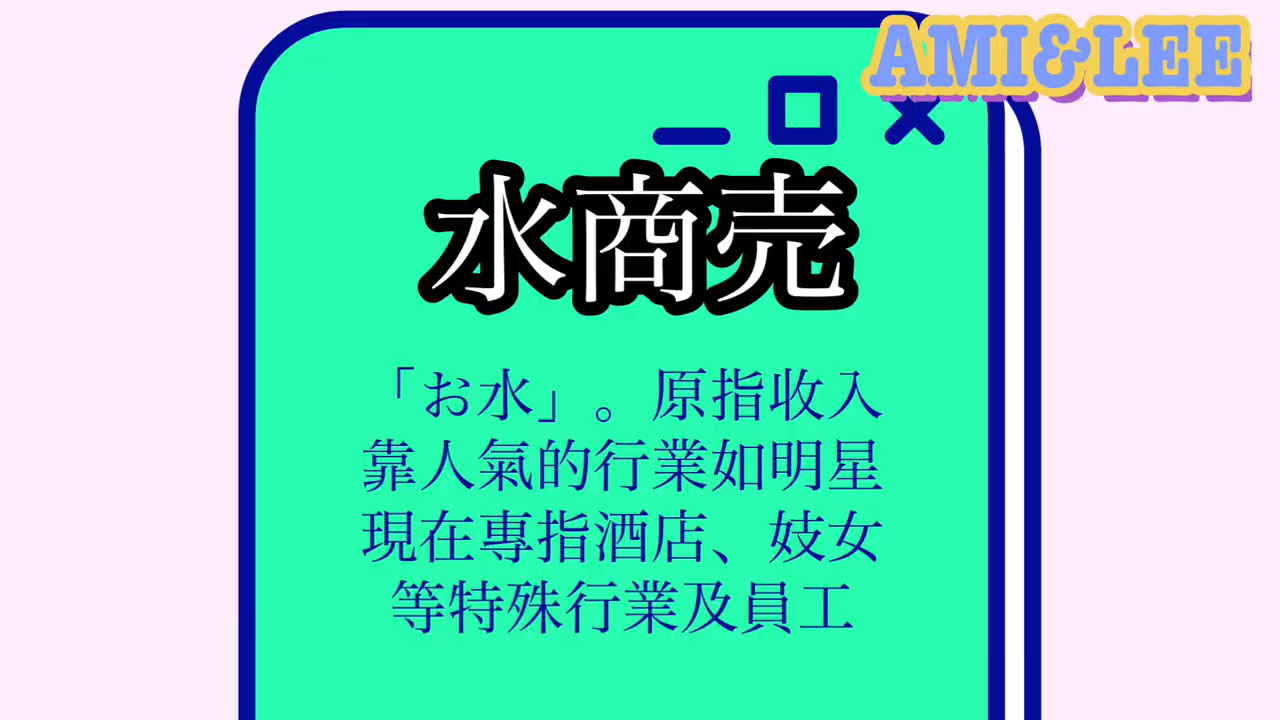 AMI&LEE
水商売
「お水」。原指收入
靠人氣的行業如明星
現在專指酒店、妓女
等特殊行業及員工